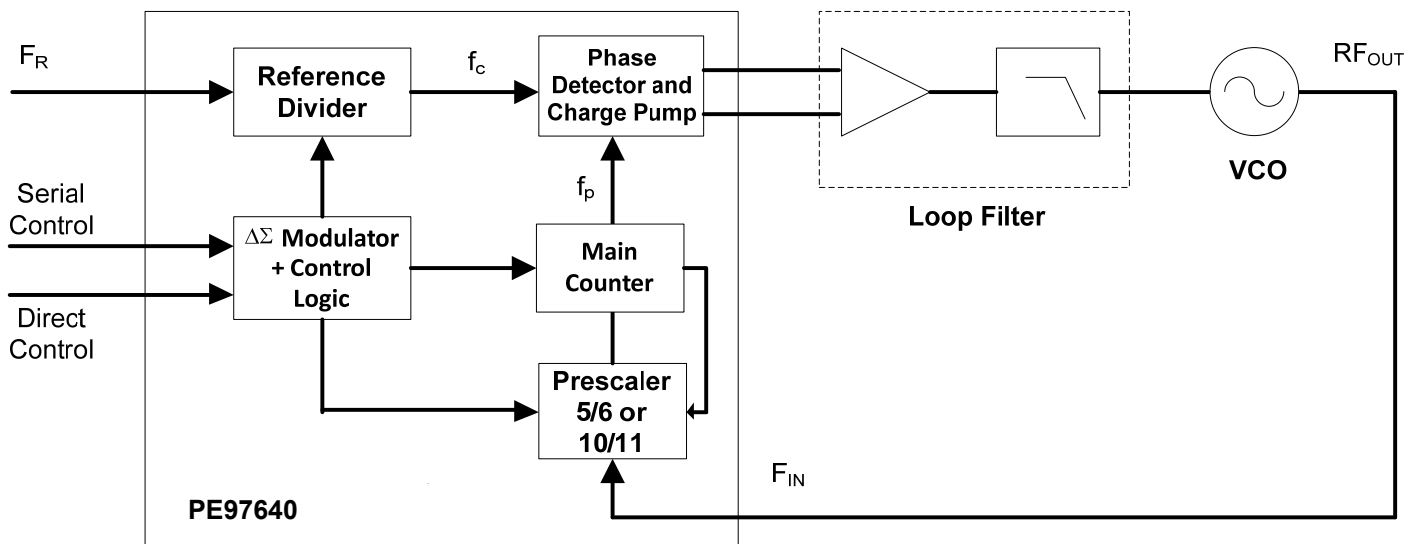 F_R
Reference
Divider
f_c
Phase
Detector and
Charge Pump
RF_OUT
VCO
Loop Filter
Serial
Control
ΔΣ Modulator
+ Control
Logic
f_p
Main
Counter
Direct
Control
Prescaler
5/6 or
10/11
F_IN
PE97640